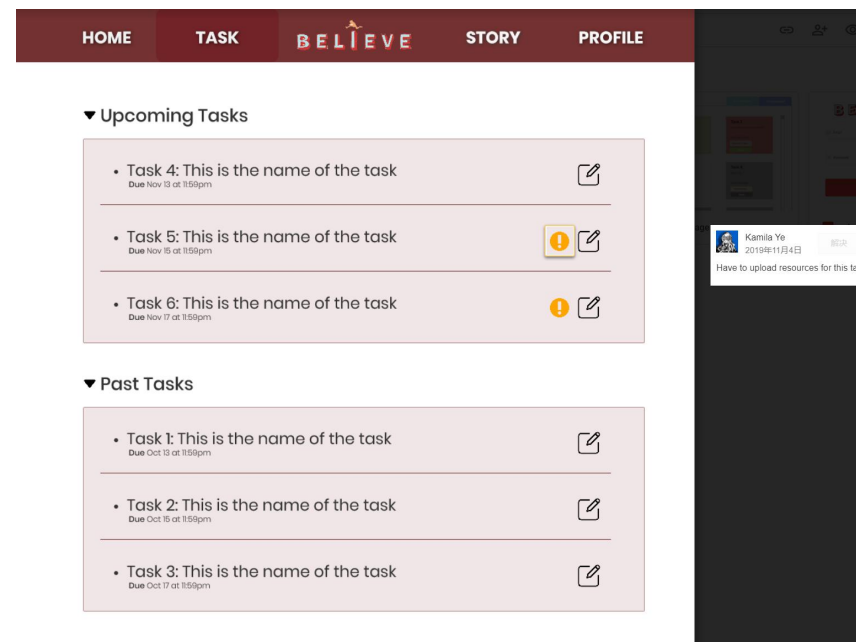 HOME TASK BELIEVE STORY PROFILE
Upcoming Tasks
• Task 4: This is the name of the task
Due Nov 13 at 11:59pm
• Task 5: This is the name of the task
Due Nov 15 at 11:59pm
• Task 6: This is the name of the task
Due Nov 17 at 11:59pm
Past Tasks
• Task 1: This is the name of the task
Due Oct 13 at 11:59pm
• Task 2: This is the name of the task
Due Oct 15 at 11:59pm
• Task 3: This is the name of the task
Due Oct 17 at 11:59pm
Kamila Ye
2019年11月4日 解決
Have to upload resources for this ta